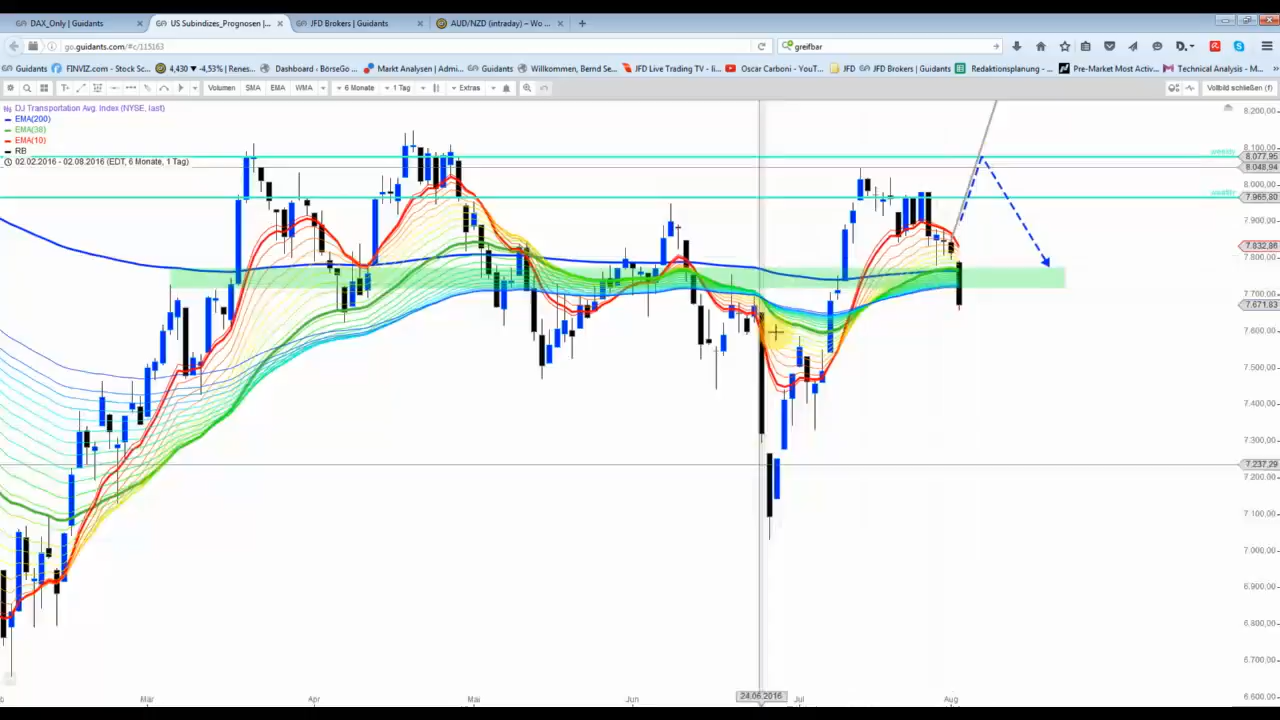 DAX_Only | Guidants
US Subindizes_Prognosen |...
JFD Brokers | Guidants
AUD/NZD (intraday) – Wo ...
go.guidants.com/#c/115163
greifbar
Guidants
FINVIZ.com - Stock Sc...
4,430 ▼ -4,53% | Renes...
Dashboard ‹ BörseGo ...
Markt Analysen | Admi...
Guidants
Willkommen, Bernd Se...
JFD Live Trading TV - li...
Oscar Carboni - YouT...
JFD
JFD Brokers | Guidants
Redaktionsplanung - ...
Pre-Market Most Activ...
Technical Analysis - M...
Volumen
SMA
EMA
WMA
6 Monate
1 Tag
Extras
Vollbild schließen (f)
DJ Transportation Avg. Index (NYSE, last)
EMA(200)
EMA(38)
EMA(10)
RB
02.02.2016 - 02.08.2016 (EDT, 6 Monate, 1 Tag)
weekly
8.200,00
8.100,00
8.077,95
8.048,94
8.000,00
7.965,80
7.900,00
7.832,86
7.800,00
7.700,00
7.671,83
7.600,00
7.500,00
7.400,00
7.300,00
7.237,29
7.200,00
7.100,00
7.000,00
6.900,00
6.800,00
6.700,00
6.600,00
Mär
Apr
Mai
Jun
24.06.2016
Jul
Aug